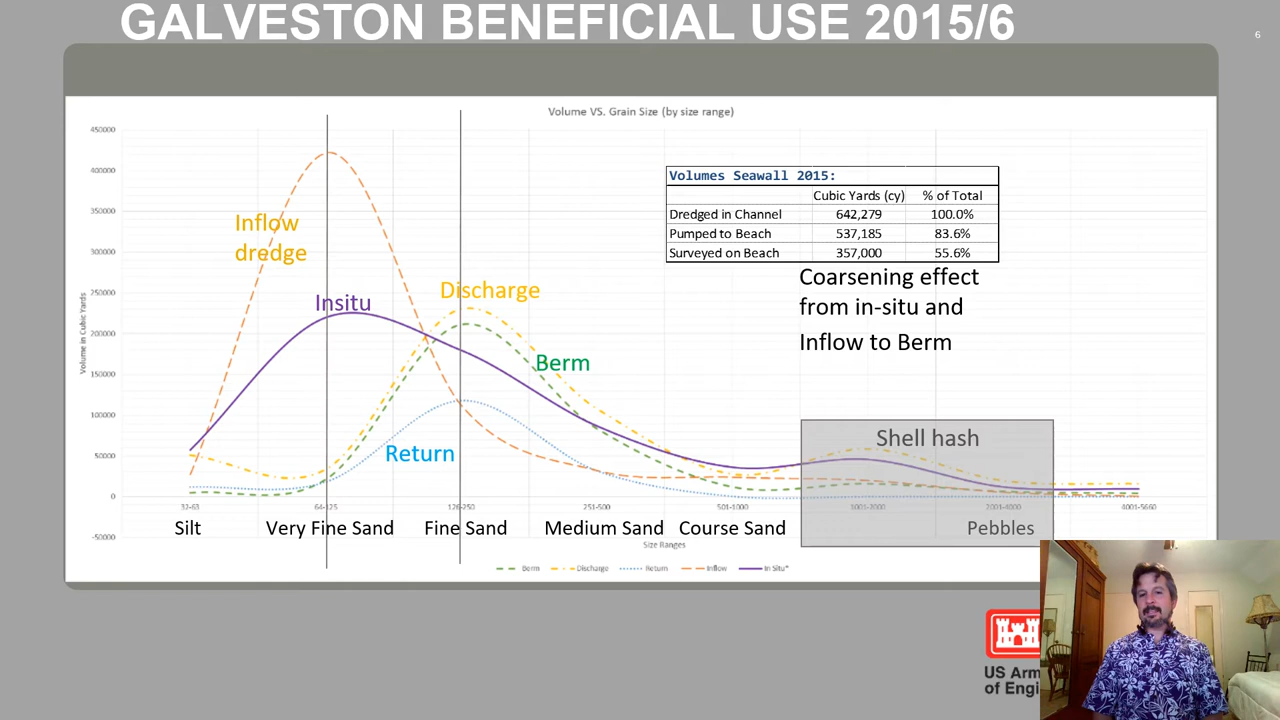 GALVESTON BENEFICIAL USE 2015/6
6
Volume VS. Grain Size (by size range)
450000
400000
350000
300000
250000
200000
150000
100000
50000
0
-50000
Volume in Cubic Yards
Inflow
dredge
Insitu
Discharge
Berm
Return
Volumes Seawall 2015:
Cubic Yards (cy) % of Total
Dredged in Channel 642,279 100.0%
Pumped to Beach 537,185 83.6%
Surveyed on Beach 357,000 55.6%
Coarsening effect
from in-situ and
Inflow to Berm
Shell hash
32-63 64-125 126-250 251-500 501-1000 1001-2000 2001-4000 4001-5660
Silt Very Fine Sand Fine Sand Medium Sand Course Sand Pebbles
Size Ranges
Berm Discharge Return Inflow In Situ*
US Arm
of Engi